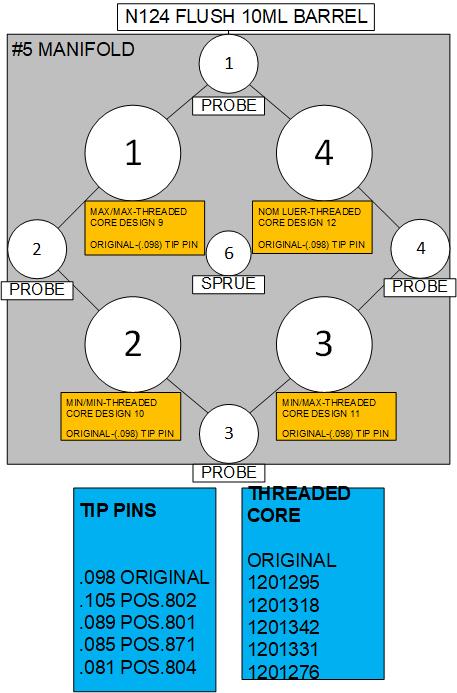 N124 FLUSH 10ML BARREL
#5 MANIFOLD
1
PROBE
1
4
MAX/MAX-THREADED
CORE DESIGN 9
ORIGINAL-(.098) TIP PIN
NOM LUER-THREADED
CORE DESIGN 12
ORIGINAL-(.098) TIP PIN
2
PROBE
6
SPRUE
4
PROBE
2
3
MIN/MIN-THREADED
CORE DESIGN 10
ORIGINAL-(.098) TIP PIN
MIN/MAX-THREADED
CORE DESIGN 11
ORIGINAL-(.098) TIP PIN
3
PROBE
TIP PINS
.098 ORIGINAL
.105 POS.802
.089 POS.801
.085 POS.871
.081 POS.804
THREADED
CORE
ORIGINAL
1201295
1201318
1201342
1201331
1201276